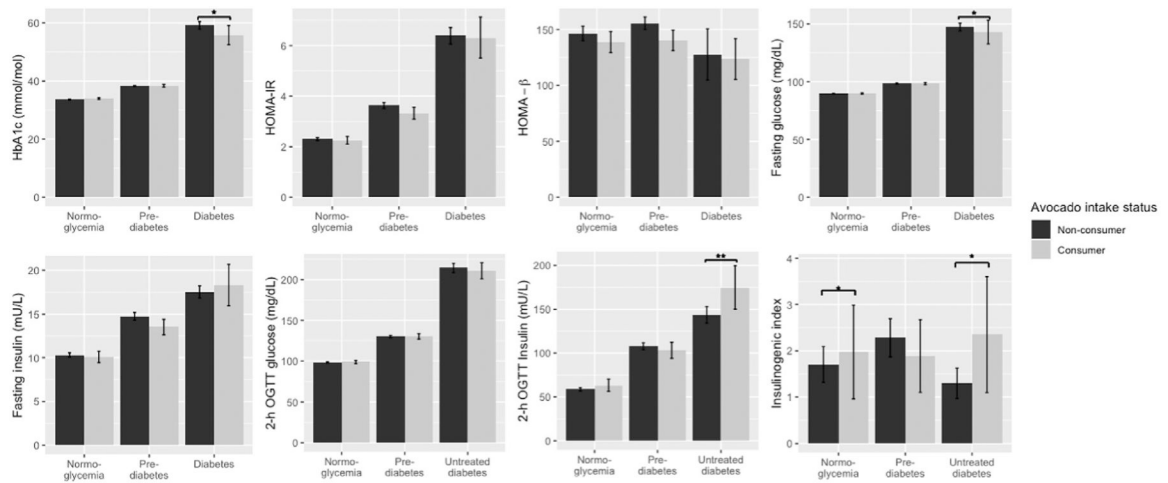 HbA1c (mmol/mol)
60
40
20
0
*
Normo-
glycemia
Pre-
diabetes
Diabetes
HOMA-IR
6
4
2
0
Normo-
glycemia
Pre-
diabetes
Diabetes
HOMA – β
150
100
50
0
Normo-
glycemia
Pre-
diabetes
Diabetes
Fasting glucose (mg/dL)
150
100
50
0
*
Normo-
glycemia
Pre-
diabetes
Diabetes
Avocado intake status
Non-consumer
Consumer
Fasting insulin (mU/L)
20
15
10
5
0
Normo-
glycemia
Pre-
diabetes
Diabetes
2-h OGTT glucose (mg/dL)
200
150
100
50
0
Normo-
glycemia
Pre-
diabetes
Untreated
diabetes
2-h OGTT Insulin (mU/L)
200
150
100
50
0
**
Normo-
glycemia
Pre-
diabetes
Untreated
diabetes
Insulinogenic index
4
3
2
1
0
*
*
Normo-
glycemia
Pre-
diabetes
Untreated
diabetes